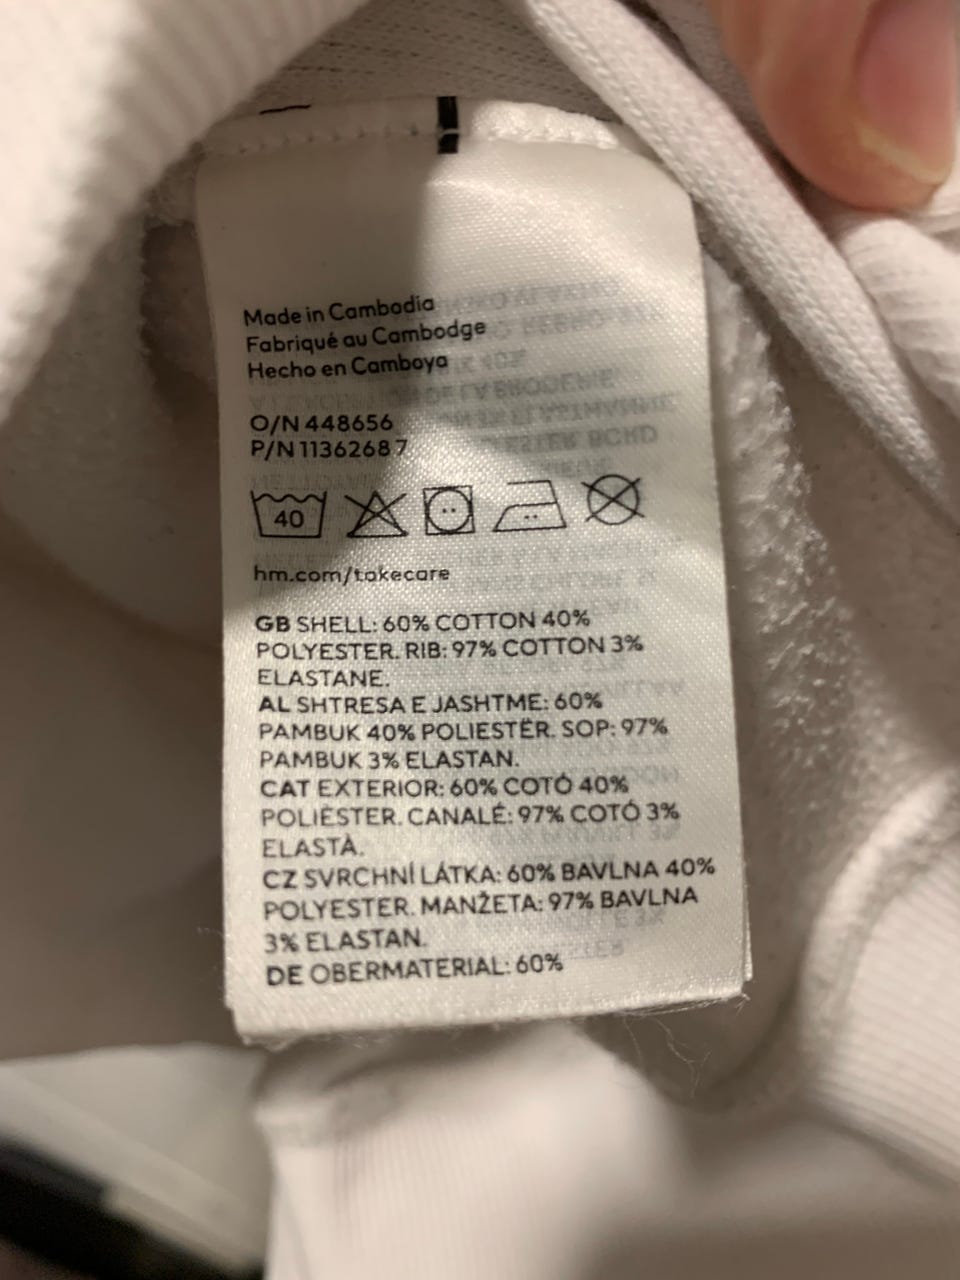 Made in Cambodia
Fabriqué au Cambodge
Hecho en Camboya
O/N 448656
P/N 11362687
40
hm.com/takecare
GB SHELL: 60% COTTON 40%
POLYESTER. RIB: 97% COTTON 3%
ELASTANE.
AL SHTRESA E JASHTME: 60%
PAMBUK 40% POLIESTËR. SOP: 97%
PAMBUK 3% ELASTAN.
CAT EXTERIOR: 60% COTÓ 40%
POLIÈSTER. CANALÉ: 97% COTÓ 3%
ELASTÀ.
CZ SVRCHNÍ LÁTKA: 60% BAVLNA 40%
POLYESTER. MANŽETA: 97% BAVLNA
3% ELASTAN.
DE OBERMATERIAL: 60%